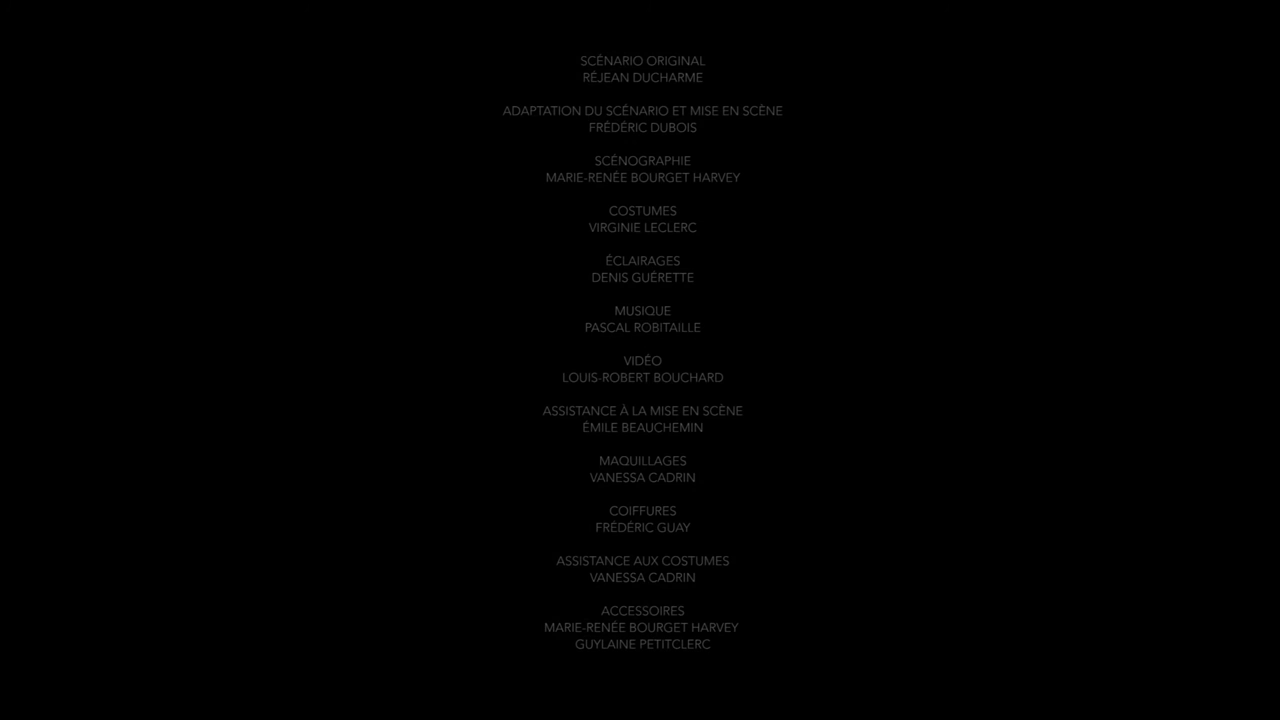 SCÉNARIO ORIGINAL
RÉJEAN DUCHARME
ADAPTATION DU SCÉNARIO ET MISE EN SCÈNE
FRÉDÉRIC DUBOIS
SCÉNOGRAPHIE
MARIE-RENÉE BOURGET HARVEY
COSTUMES
VIRGINIE LECLERC
ÉCLAIRAGES
DENIS GUÉRETTE
MUSIQUE
PASCAL ROBITAILLE
VIDÉO
LOUIS-ROBERT BOUCHARD
ASSISTANCE À LA MISE EN SCÈNE
ÉMILE BEAUCHEMIN
MAQUILLAGES
VANESSA CADRIN
COIFFURES
FRÉDÉRIC GUAY
ASSISTANCE AUX COSTUMES
VANESSA CADRIN
ACCESSOIRES
MARIE-RENÉE BOURGET HARVEY
GUYLAINE PETITCLERC